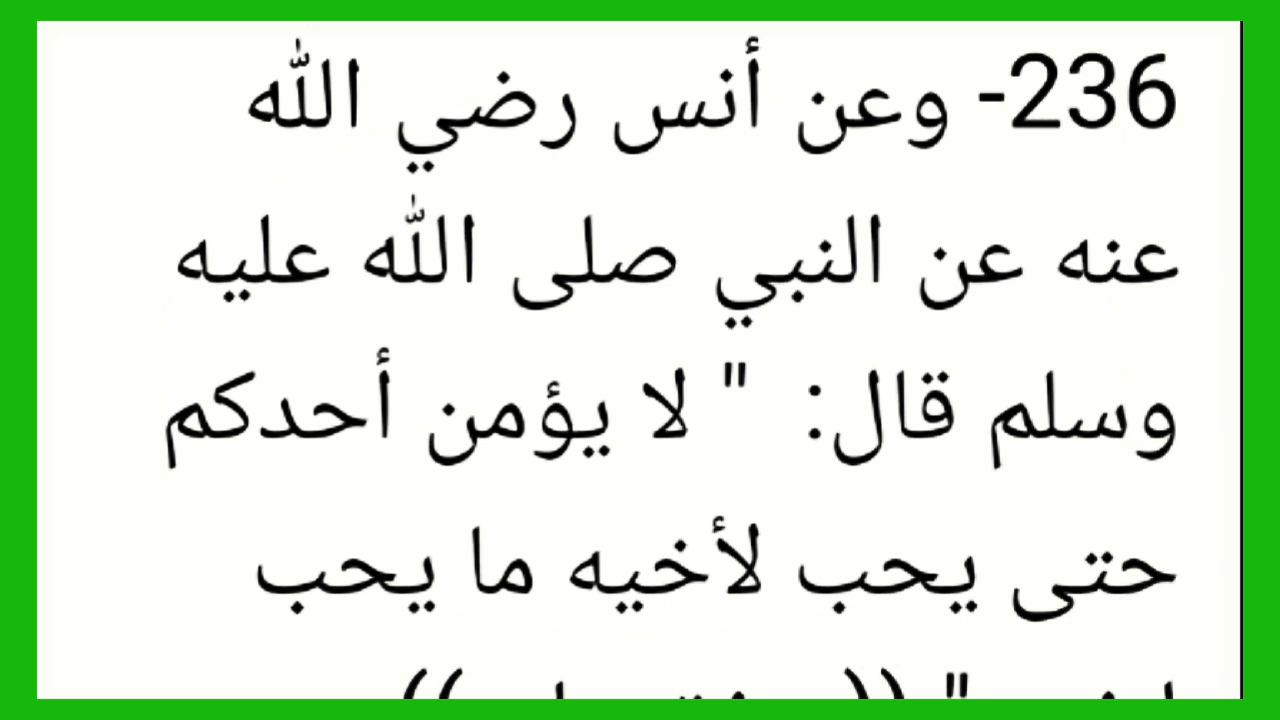 236- وعن أنس رضي الله
عنه عن النبي صلى الله عليه
وسلم قال: " لا يؤمن أحدكم
حتى يحب لأخيه ما يحب